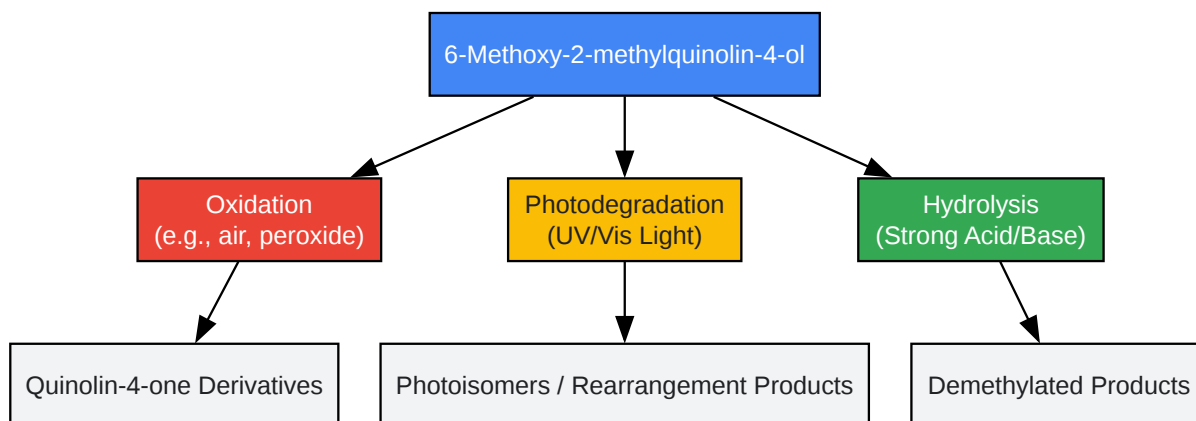 6-Methoxy-2-methylquinolin-4-ol
Oxidation
(e.g., air, peroxide)
Photodegradation
(UV/Vis Light)
Hydrolysis
(Strong Acid/Base)
Quinolin-4-one Derivatives
Photoisomers / Rearrangement Products
Demethylated Products